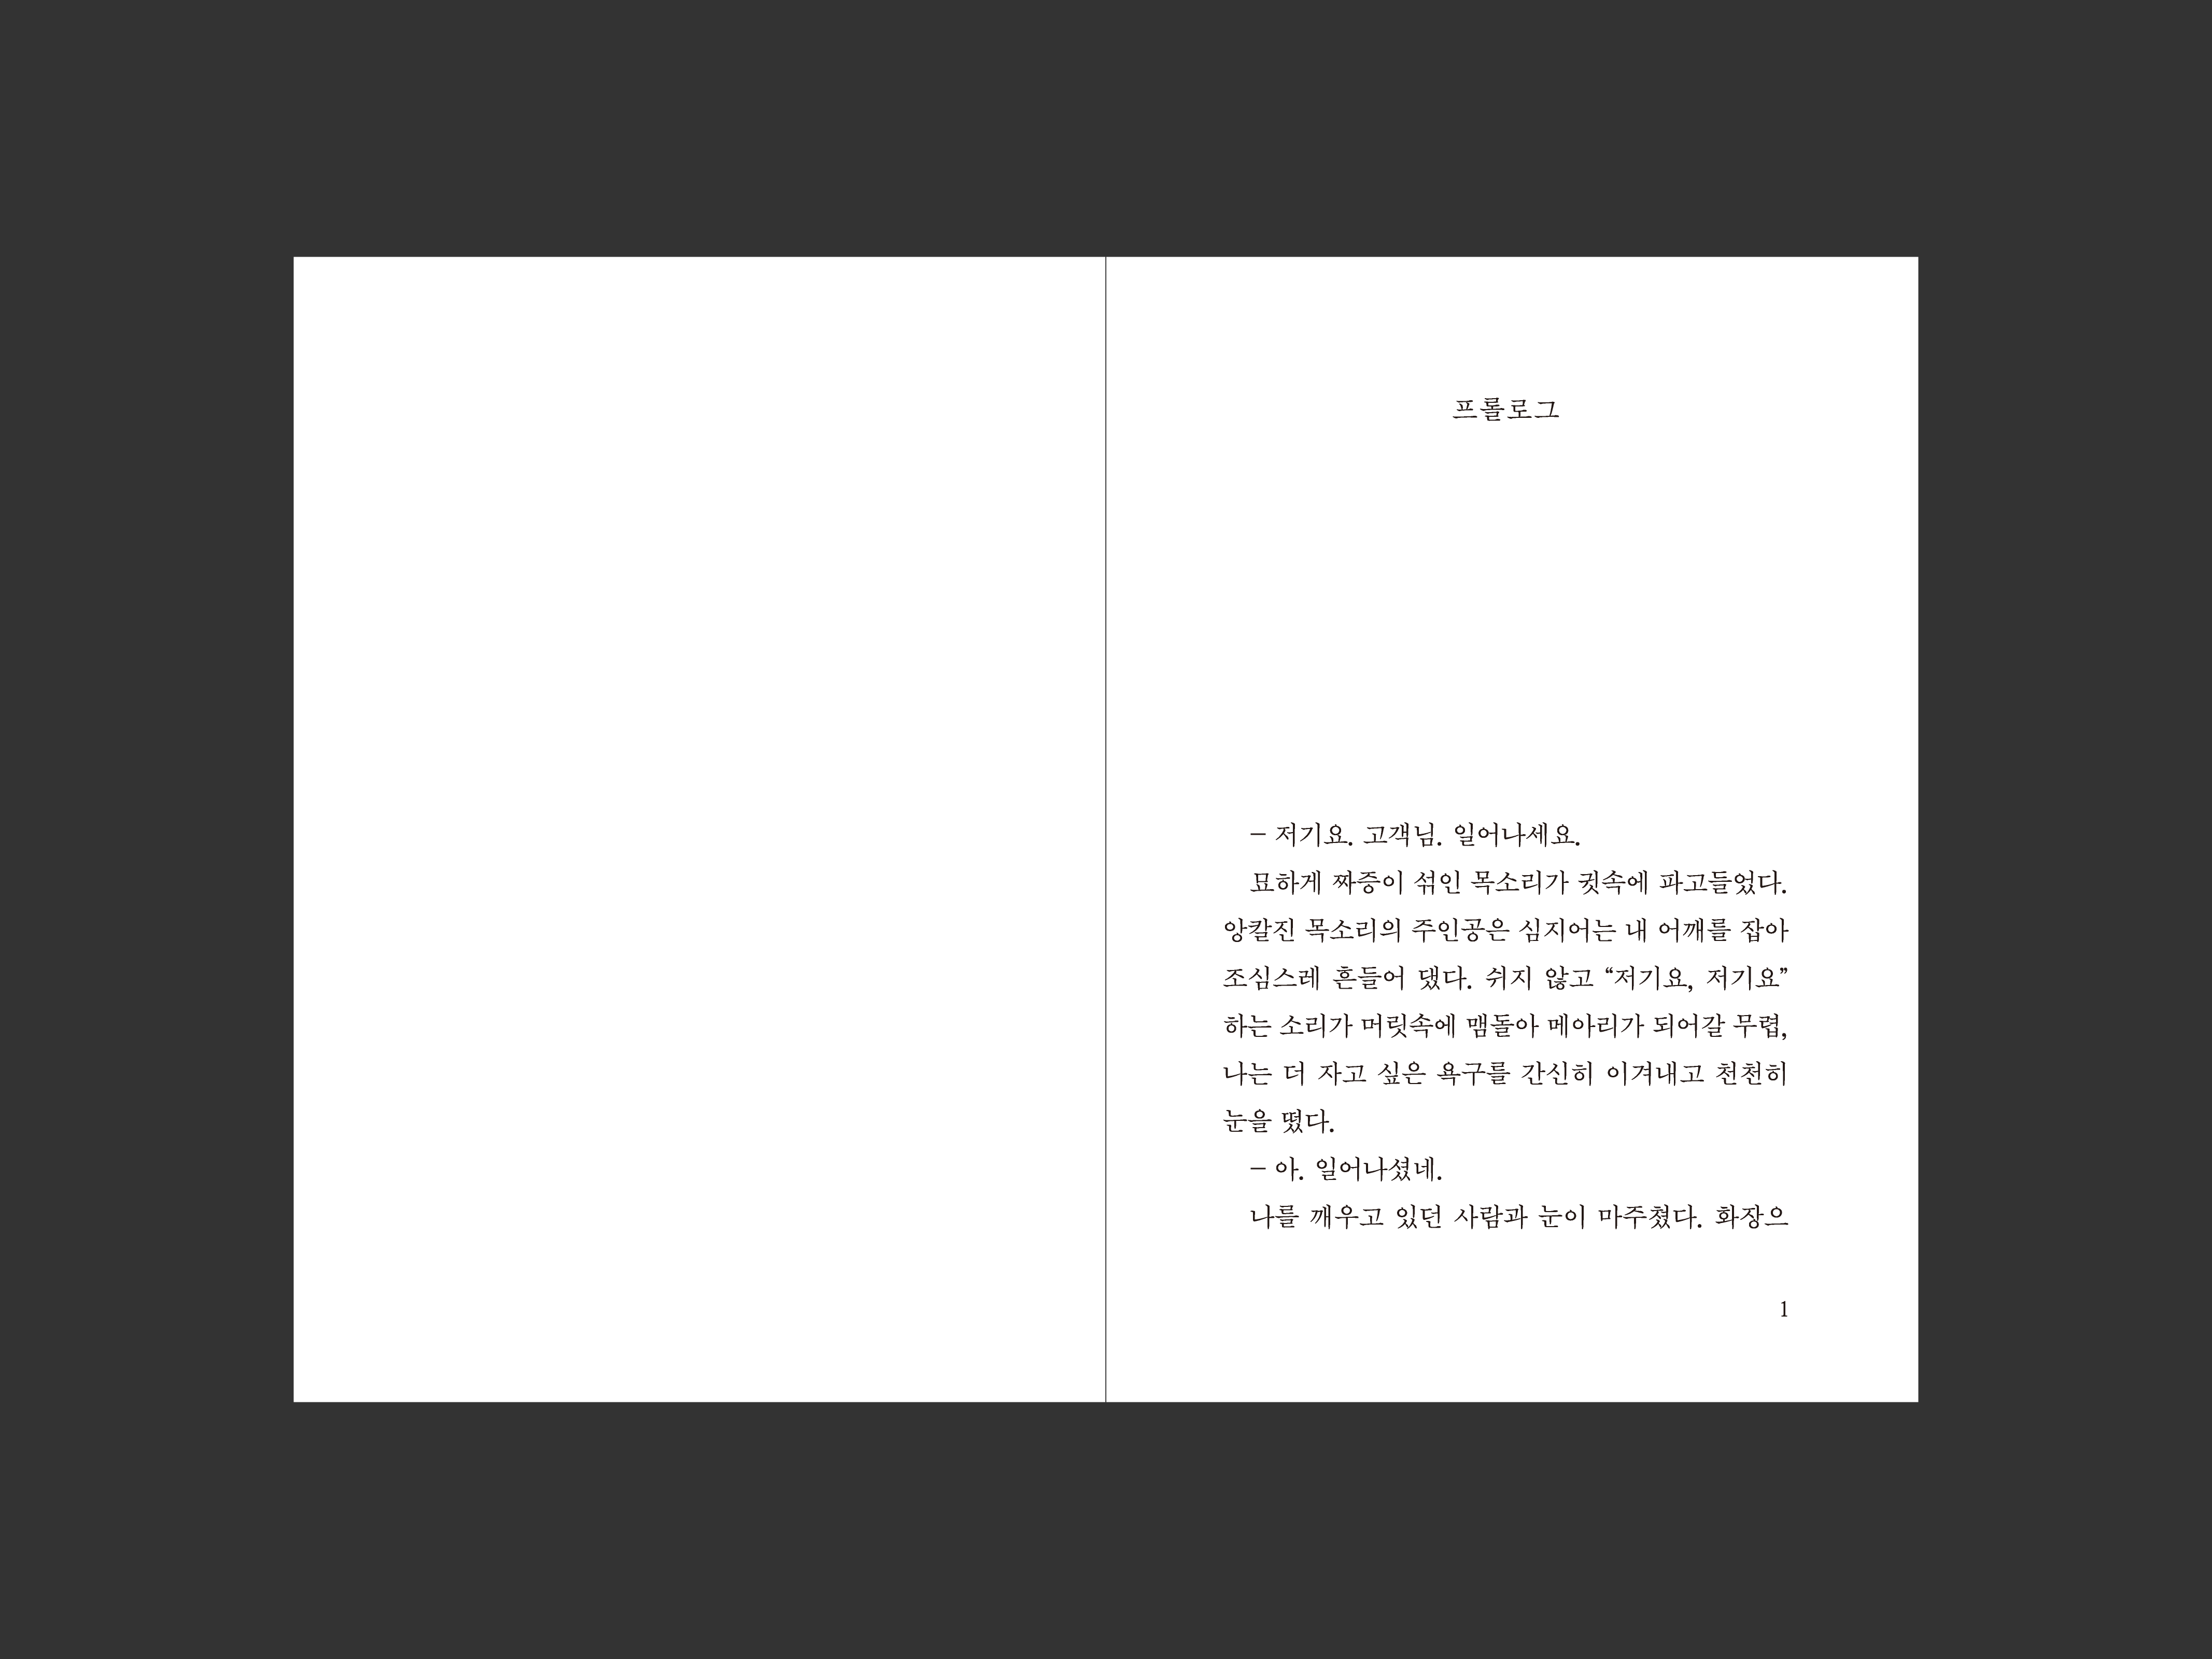 프롤로그
– 저기요. 고객님. 일어나세요.
묘하게 짜증이 섞인 목소리가 귓속에 파고들었다.
앙칼진 목소리의 주인공은 심지어는 내 어깨를 잡아
조심스레 흔들어 댔다. 쉬지 않고 “저기요, 저기요”
하는 소리가 머릿속에 맴돌아 메아리가 되어갈 무렵,
나는 더 자고 싶은 욕구를 간신히 이겨내고 천천히
눈을 떴다.
– 아. 일어나셨네.
나를 깨우고 있던 사람과 눈이 마주쳤다. 화장으
1